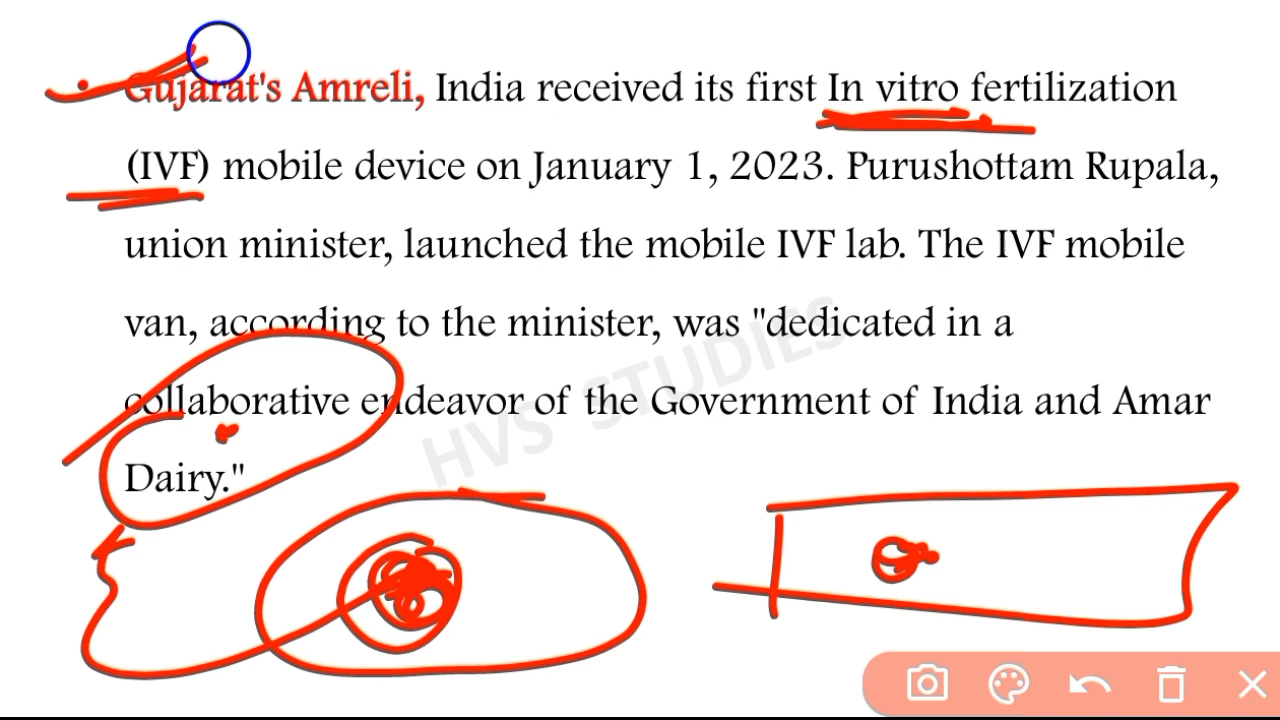 • Gujarat's Amreli, India received its first In vitro fertilization
(IVF) mobile device on January 1, 2023. Purushottam Rupala,
union minister, launched the mobile IVF lab. The IVF mobile
van, according to the minister, was "dedicated in a
collaborative endeavor of the Government of India and Amar
Dairy."
HVS STUDIES